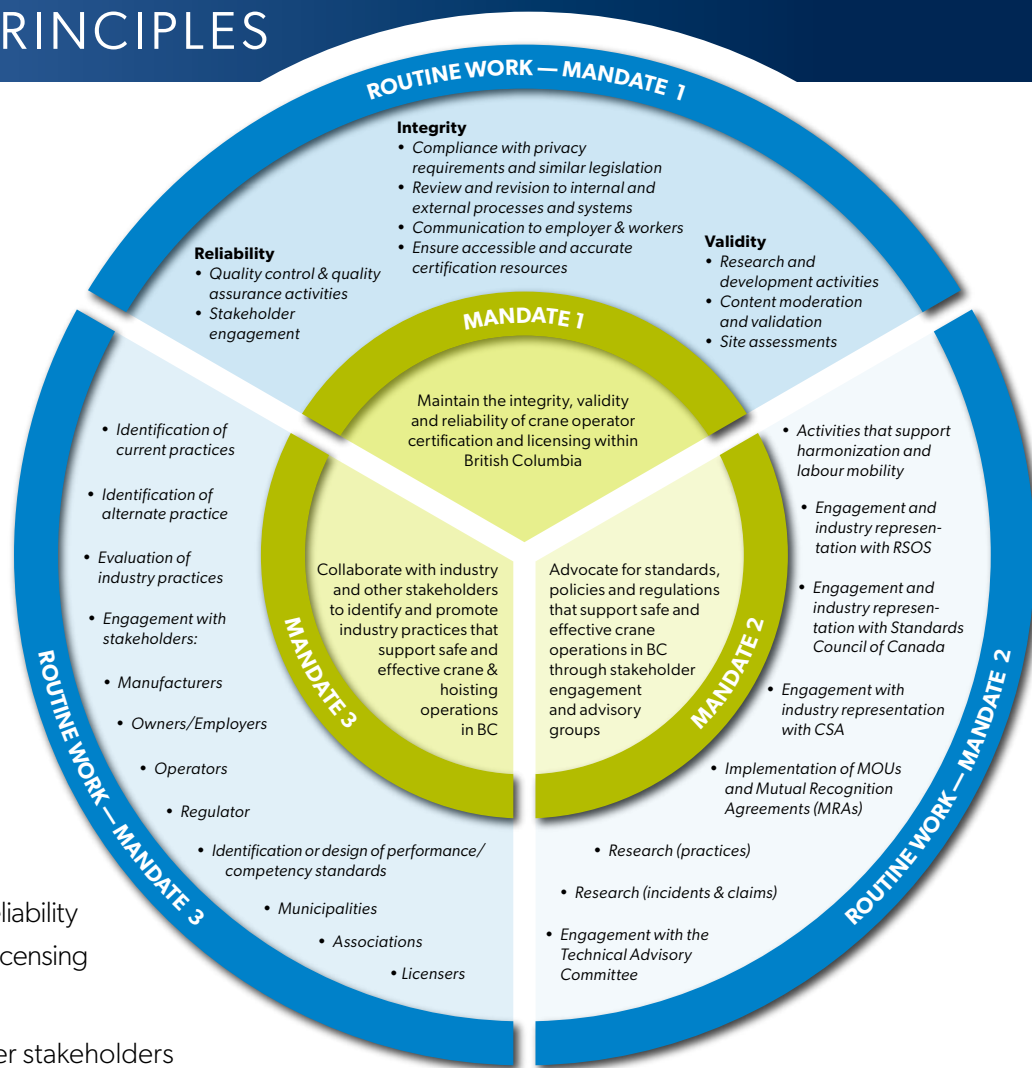 RINCIPLES
ROUTINE WORK — MANDATE 1
Integrity
• Compliance with privacy
requirements and similar legislation
• Review and revision to internal and
external processes and systems
• Communication to employer & workers
• Ensure accessible and accurate
certification resources
Reliability
• Quality control & quality
assurance activities
• Stakeholder
engagement
Validity
• Research and
development activities
• Content moderation
and validation
• Site assessments
MANDATE 1
Maintain the integrity, validity
and reliability of crane operator
certification and licensing within
British Columbia
• Identification of
current practices
• Identification of
alternate practice
• Evaluation of
industry practices
• Engagement with
stakeholders:
• Manufacturers
• Owners/Employers
• Operators
• Regulator
• Identification or design of performance/
competency standards
• Municipalities
• Associations
• Licensers
ROUTINE WORK — MANDATE 3
MANDATE 3
Collaborate with industry
and other stakeholders
to identify and promote
industry practices that
support safe and
effective crane &
hoisting
operations
in BC
Advocate for standards,
policies and regulations
that support safe and
effective crane
operations in BC
through stakeholder
engagement
and advisory
groups
MANDATE 2
• Activities that support
harmonization and
labour mobility
• Engagement and
industry represen-
tation with RSOS
• Engagement and
industry represen-
tation with Standards
Council of Canada
• Engagement with
industry representation
with CSA
• Implementation of MOUs
and Mutual Recognition
Agreements (MRAs)
• Research (practices)
• Research (incidents & claims)
• Engagement with the
Technical Advisory
Committee
ROUTINE WORK — MANDATE 2
eliability
censing
er stakeholders